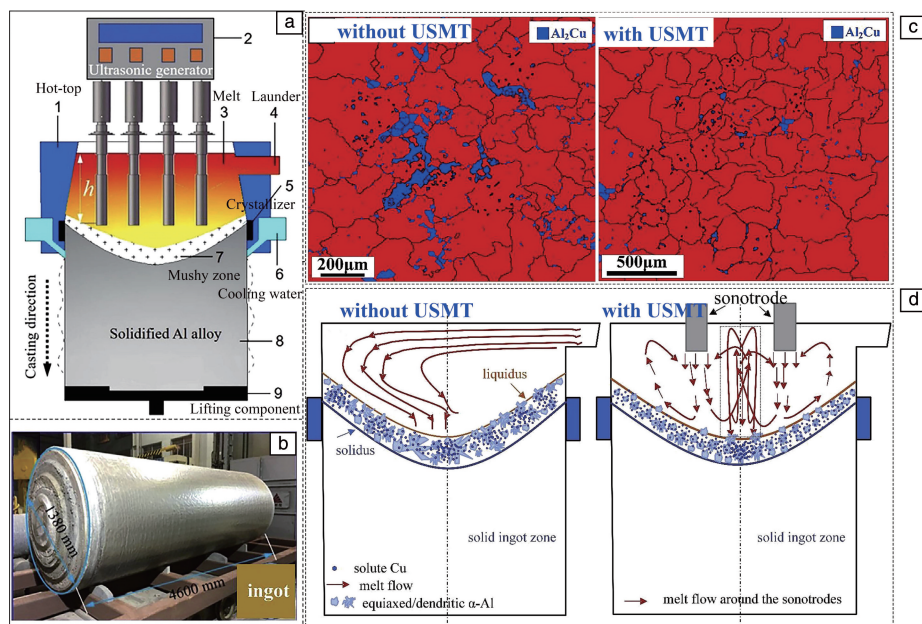 a
2
Ultrasonic generator
Hot-top
1
Melt
3
Launder
4
h
5
Crystallizer
7
Mushy zone
6
Cooling water
Casting direction
Solidified Al alloy
8
9
Lifting component
b
1380 mm
4600 mm
ingot
c
without USMT
Al₂Cu
200μm
with USMT
Al₂Cu
500μm
d
without USMT
liquidus
solidus
solid ingot zone
solute Cu
melt flow
equiaxed/dendritic α-Al
with USMT
sonotrode
solid ingot zone
melt flow around the sonotrodes